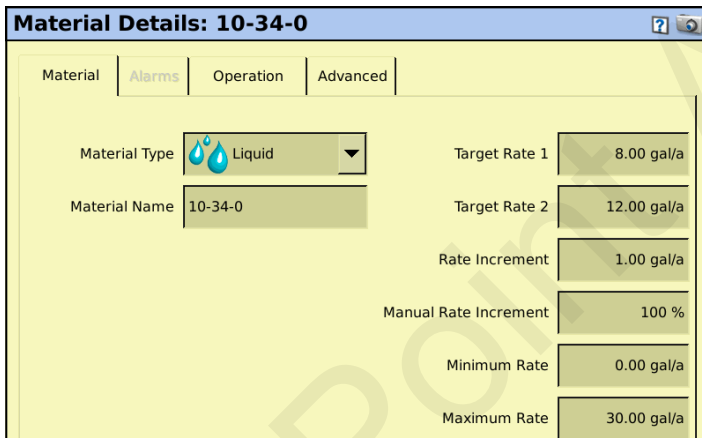 Material Details: 10-34-0
?
Material Alarms Operation Advanced
Material Type Liquid Target Rate 1 8.00 gal/a
Material Name 10-34-0 Target Rate 2 12.00 gal/a
Rate Increment 1.00 gal/a
Manual Rate Increment 100 %
Minimum Rate 0.00 gal/a
Maximum Rate 30.00 gal/a
Point